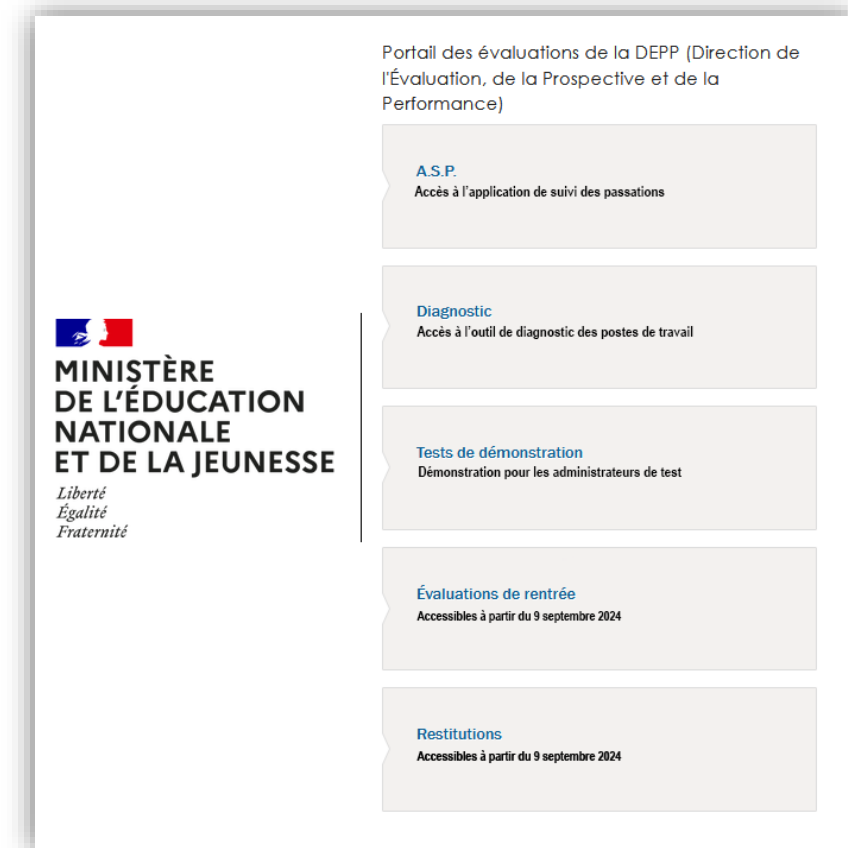 Portail des évaluations de la DEPP (Direction de
l'Évaluation, de la Prospective et de la
Performance)
A.S.P.
Accès à l'application de suivi des passations
Diagnostic
Accès à l'outil de diagnostic des postes de travail
Tests de démonstration
Démonstration pour les administrateurs de test
Évaluations de rentrée
Accessibles à partir du 9 septembre 2024
Restitutions
Accessibles à partir du 9 septembre 2024
MINISTÈRE
DE L'ÉDUCATION
NATIONALE
ET DE LA JEUNESSE
Liberté
Égalité
Fraternité